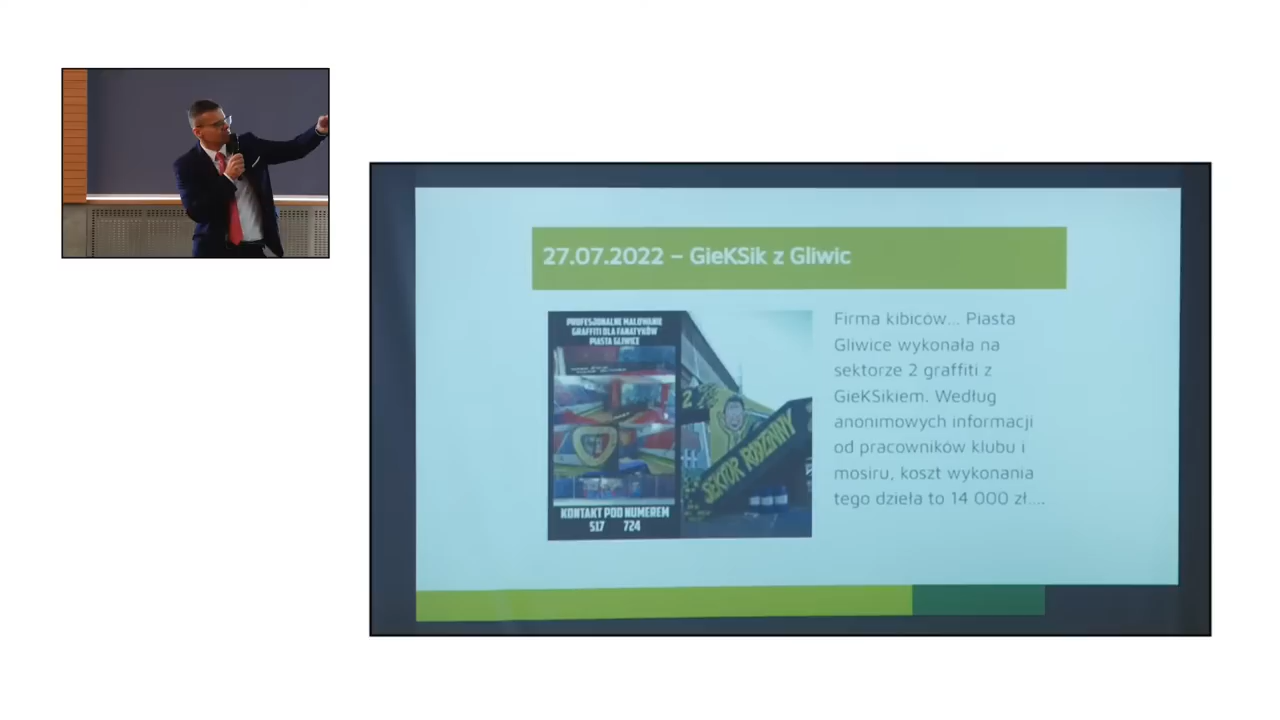 27.07.2022 – GieKSik z Gliwic
PROFESJONALNE MALOWANIE
GRAFFITI DLA FANATYKÓW
PIASTA GLIWICE
KONTAKT POD NUMEREM
517 724
2
SEKTOR RODZINNY
Firma kibiców... Piasta
Gliwice wykonała na
sektorze 2 graffiti z
GieKSikiem. Według
anonimowych informacji
od pracowników klubu i
mosiru, koszt wykonania
tego dzieła to 14 000 zł....